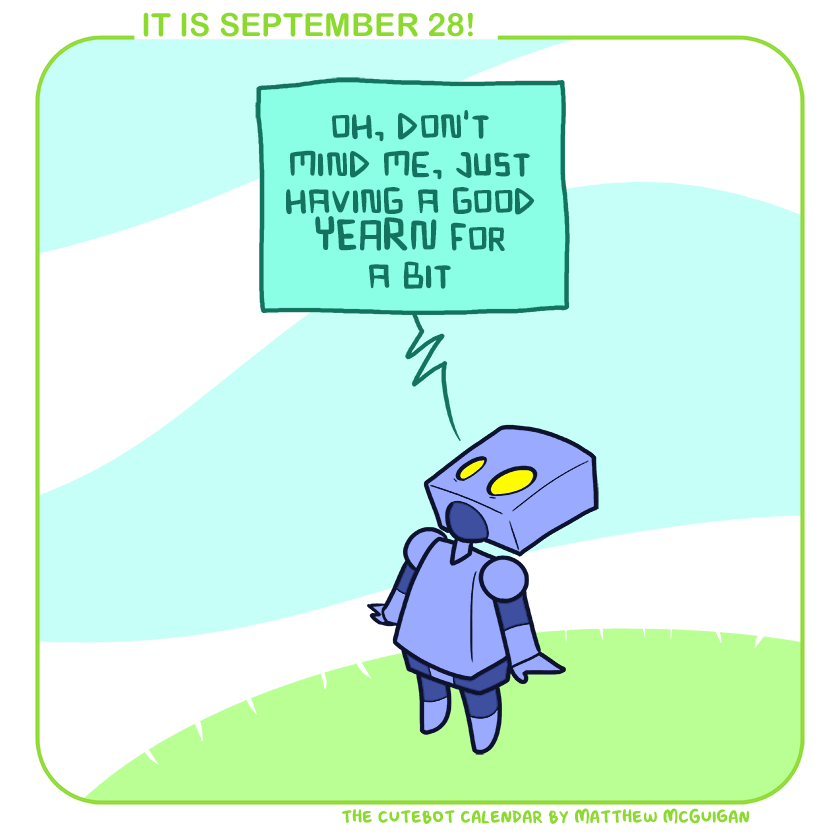 IT IS SEPTEMBER 28!
OH, DON'T
MIND ME, JUST
HAVING A GOOD
YEARN FOR
A BIT
THE CUTEBOT CALENDAR BY MATTHEW MCGUIGAN